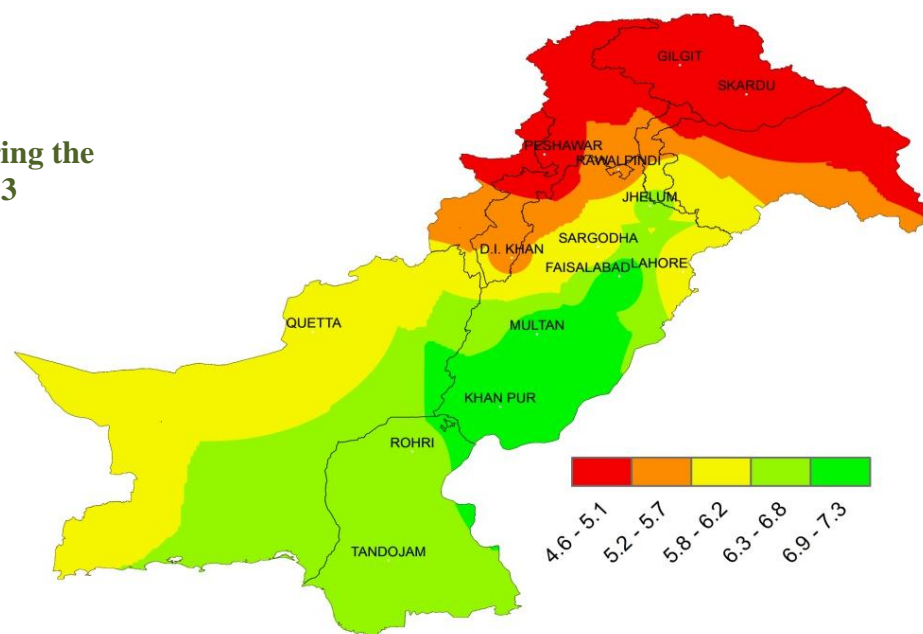 ring the
3
GILGIT
SKARDU
PESHAWAR
RAWALPINDI
JHELUM
SARGODHA
D.I. KHAN
FAISALABAD
LAHORE
QUETTA
MULTAN
KHAN PUR
ROHRI
TANDOJAM
4.6 - 5.1
5.2 - 5.7
5.8 - 6.2
6.3 - 6.8
6.9 - 7.3